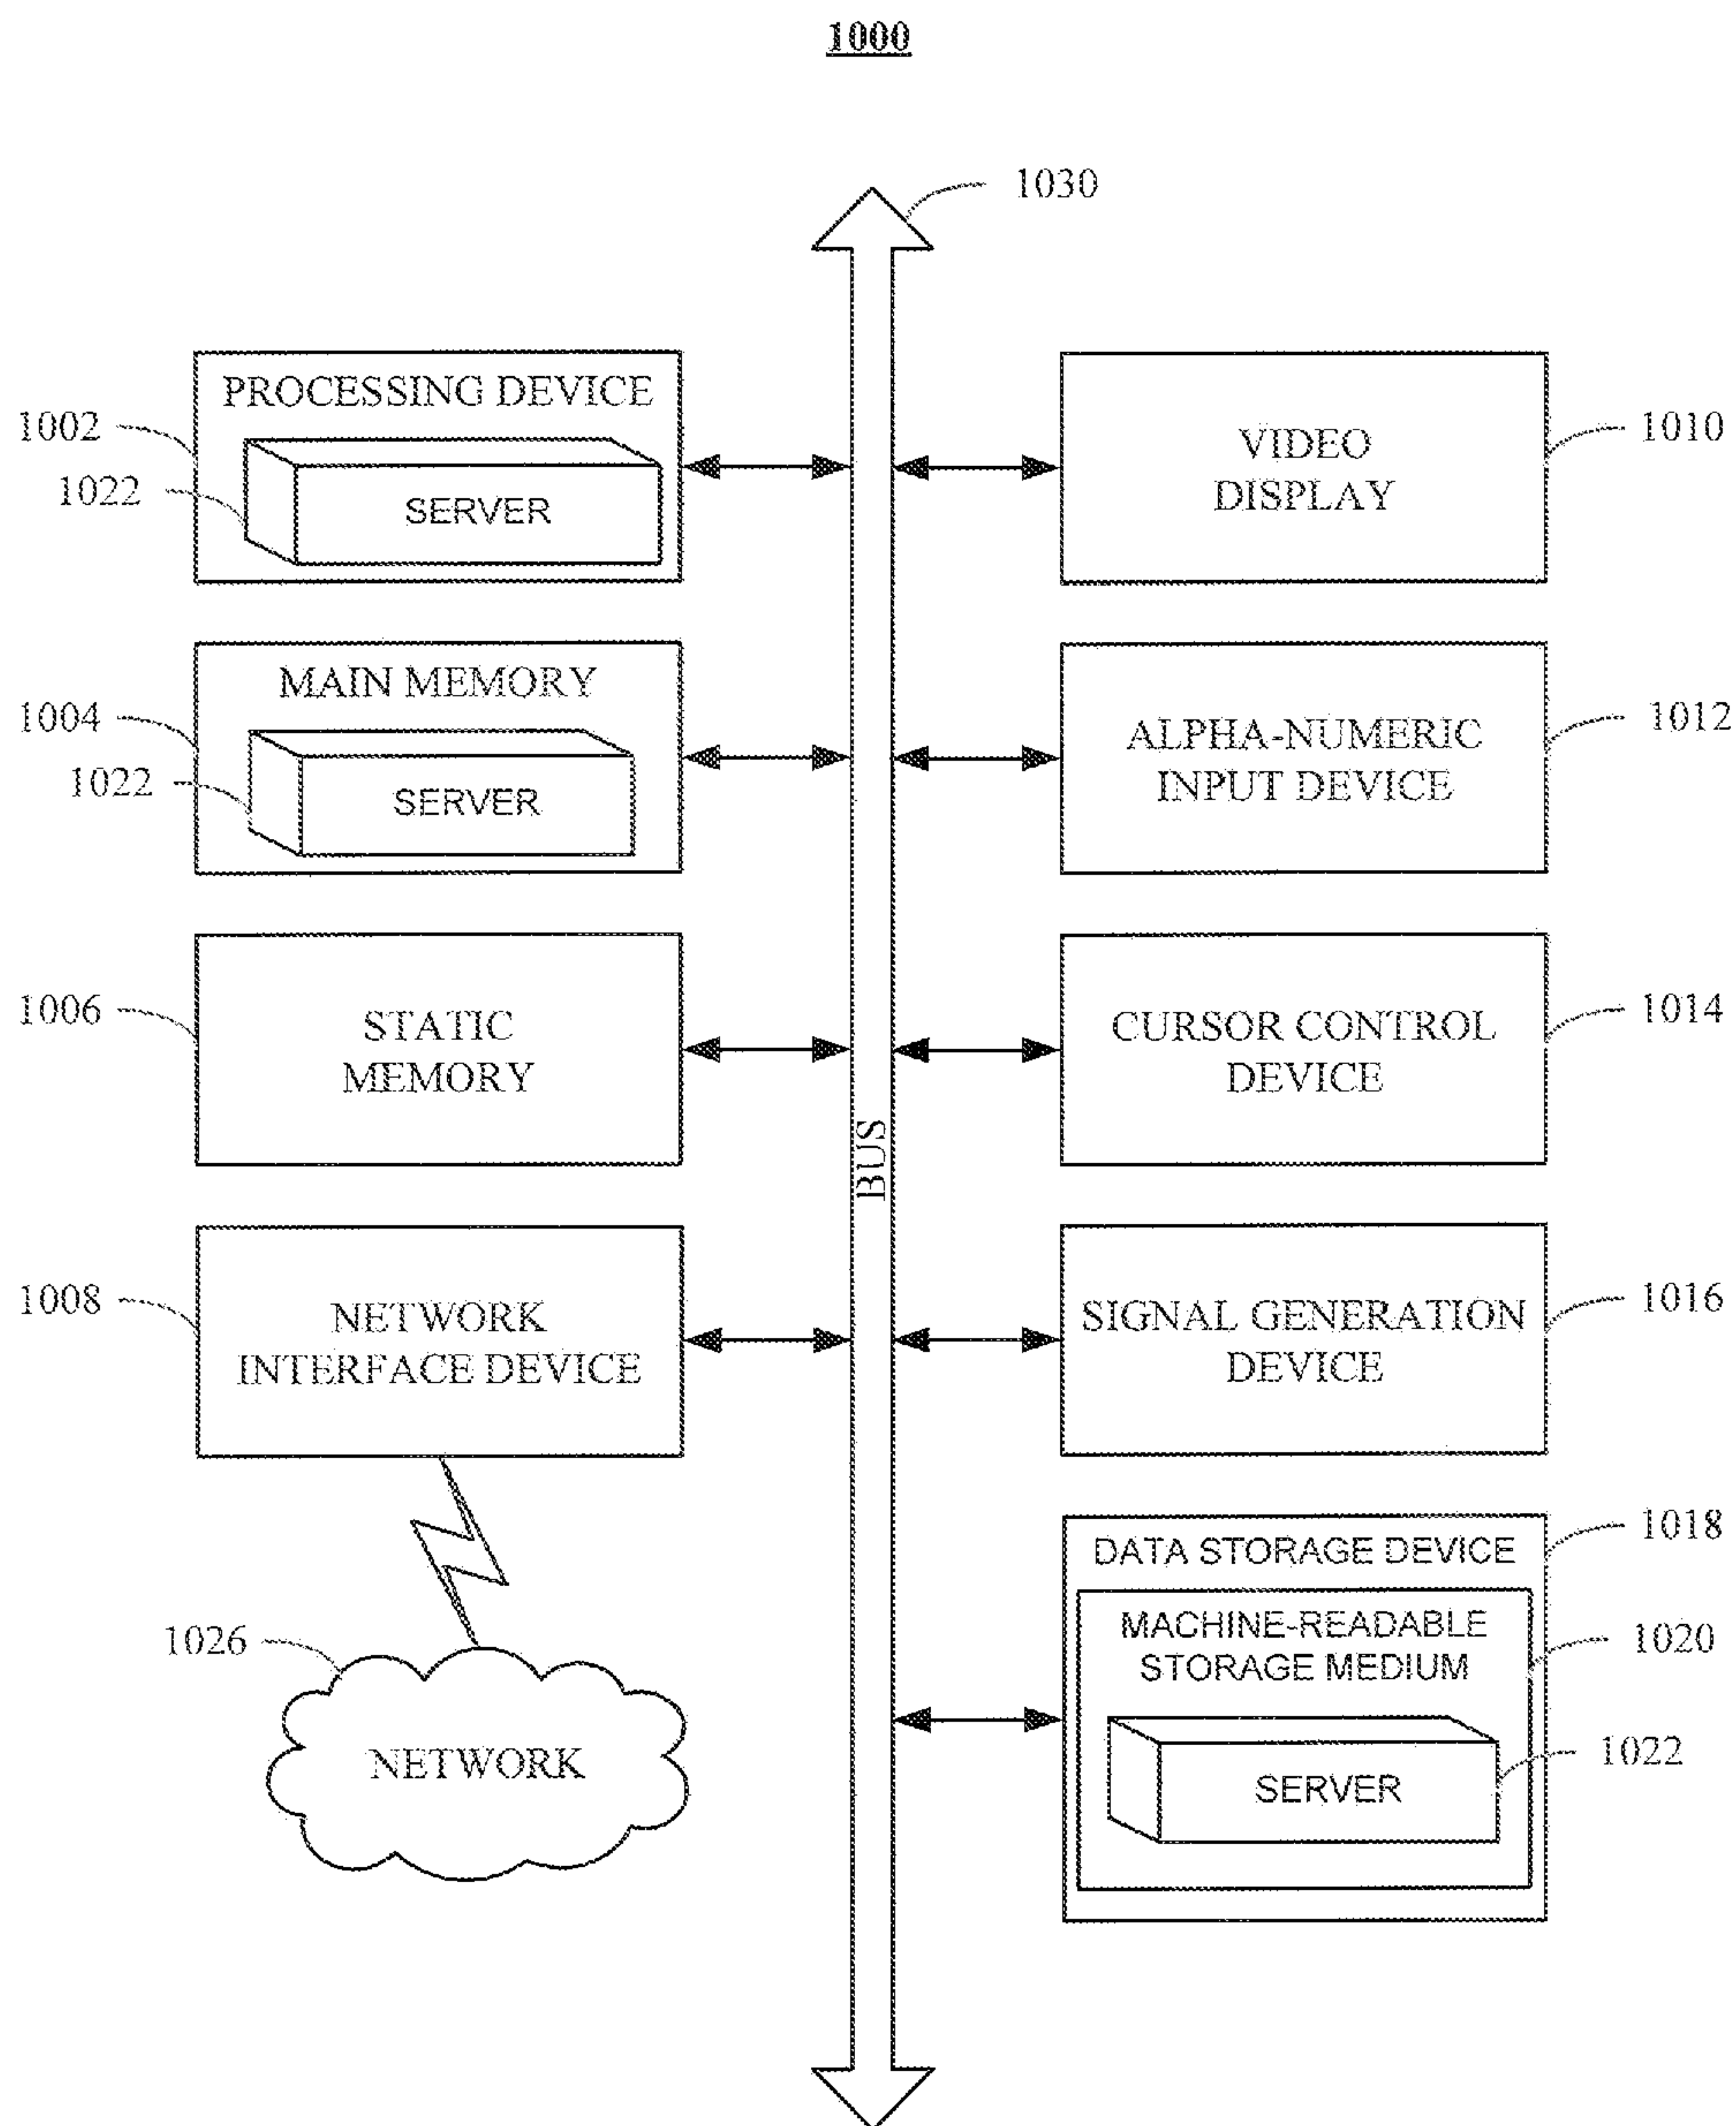 1000
1030
PROCESSING DEVICE
1002
1022
SERVER
VIDEO
DISPLAY
1010
MAIN MEMORY
1004
1022
SERVER
ALPHA-NUMERIC
INPUT DEVICE
1012
1006
STATIC
MEMORY
CURSOR CONTROL
DEVICE
1014
BUS
1008
NETWORK
INTERFACE DEVICE
SIGNAL GENERATION
DEVICE
1016
1026
NETWORK
DATA STORAGE DEVICE
1018
MACHINE-READABLE
STORAGE MEDIUM
1020
SERVER
1022